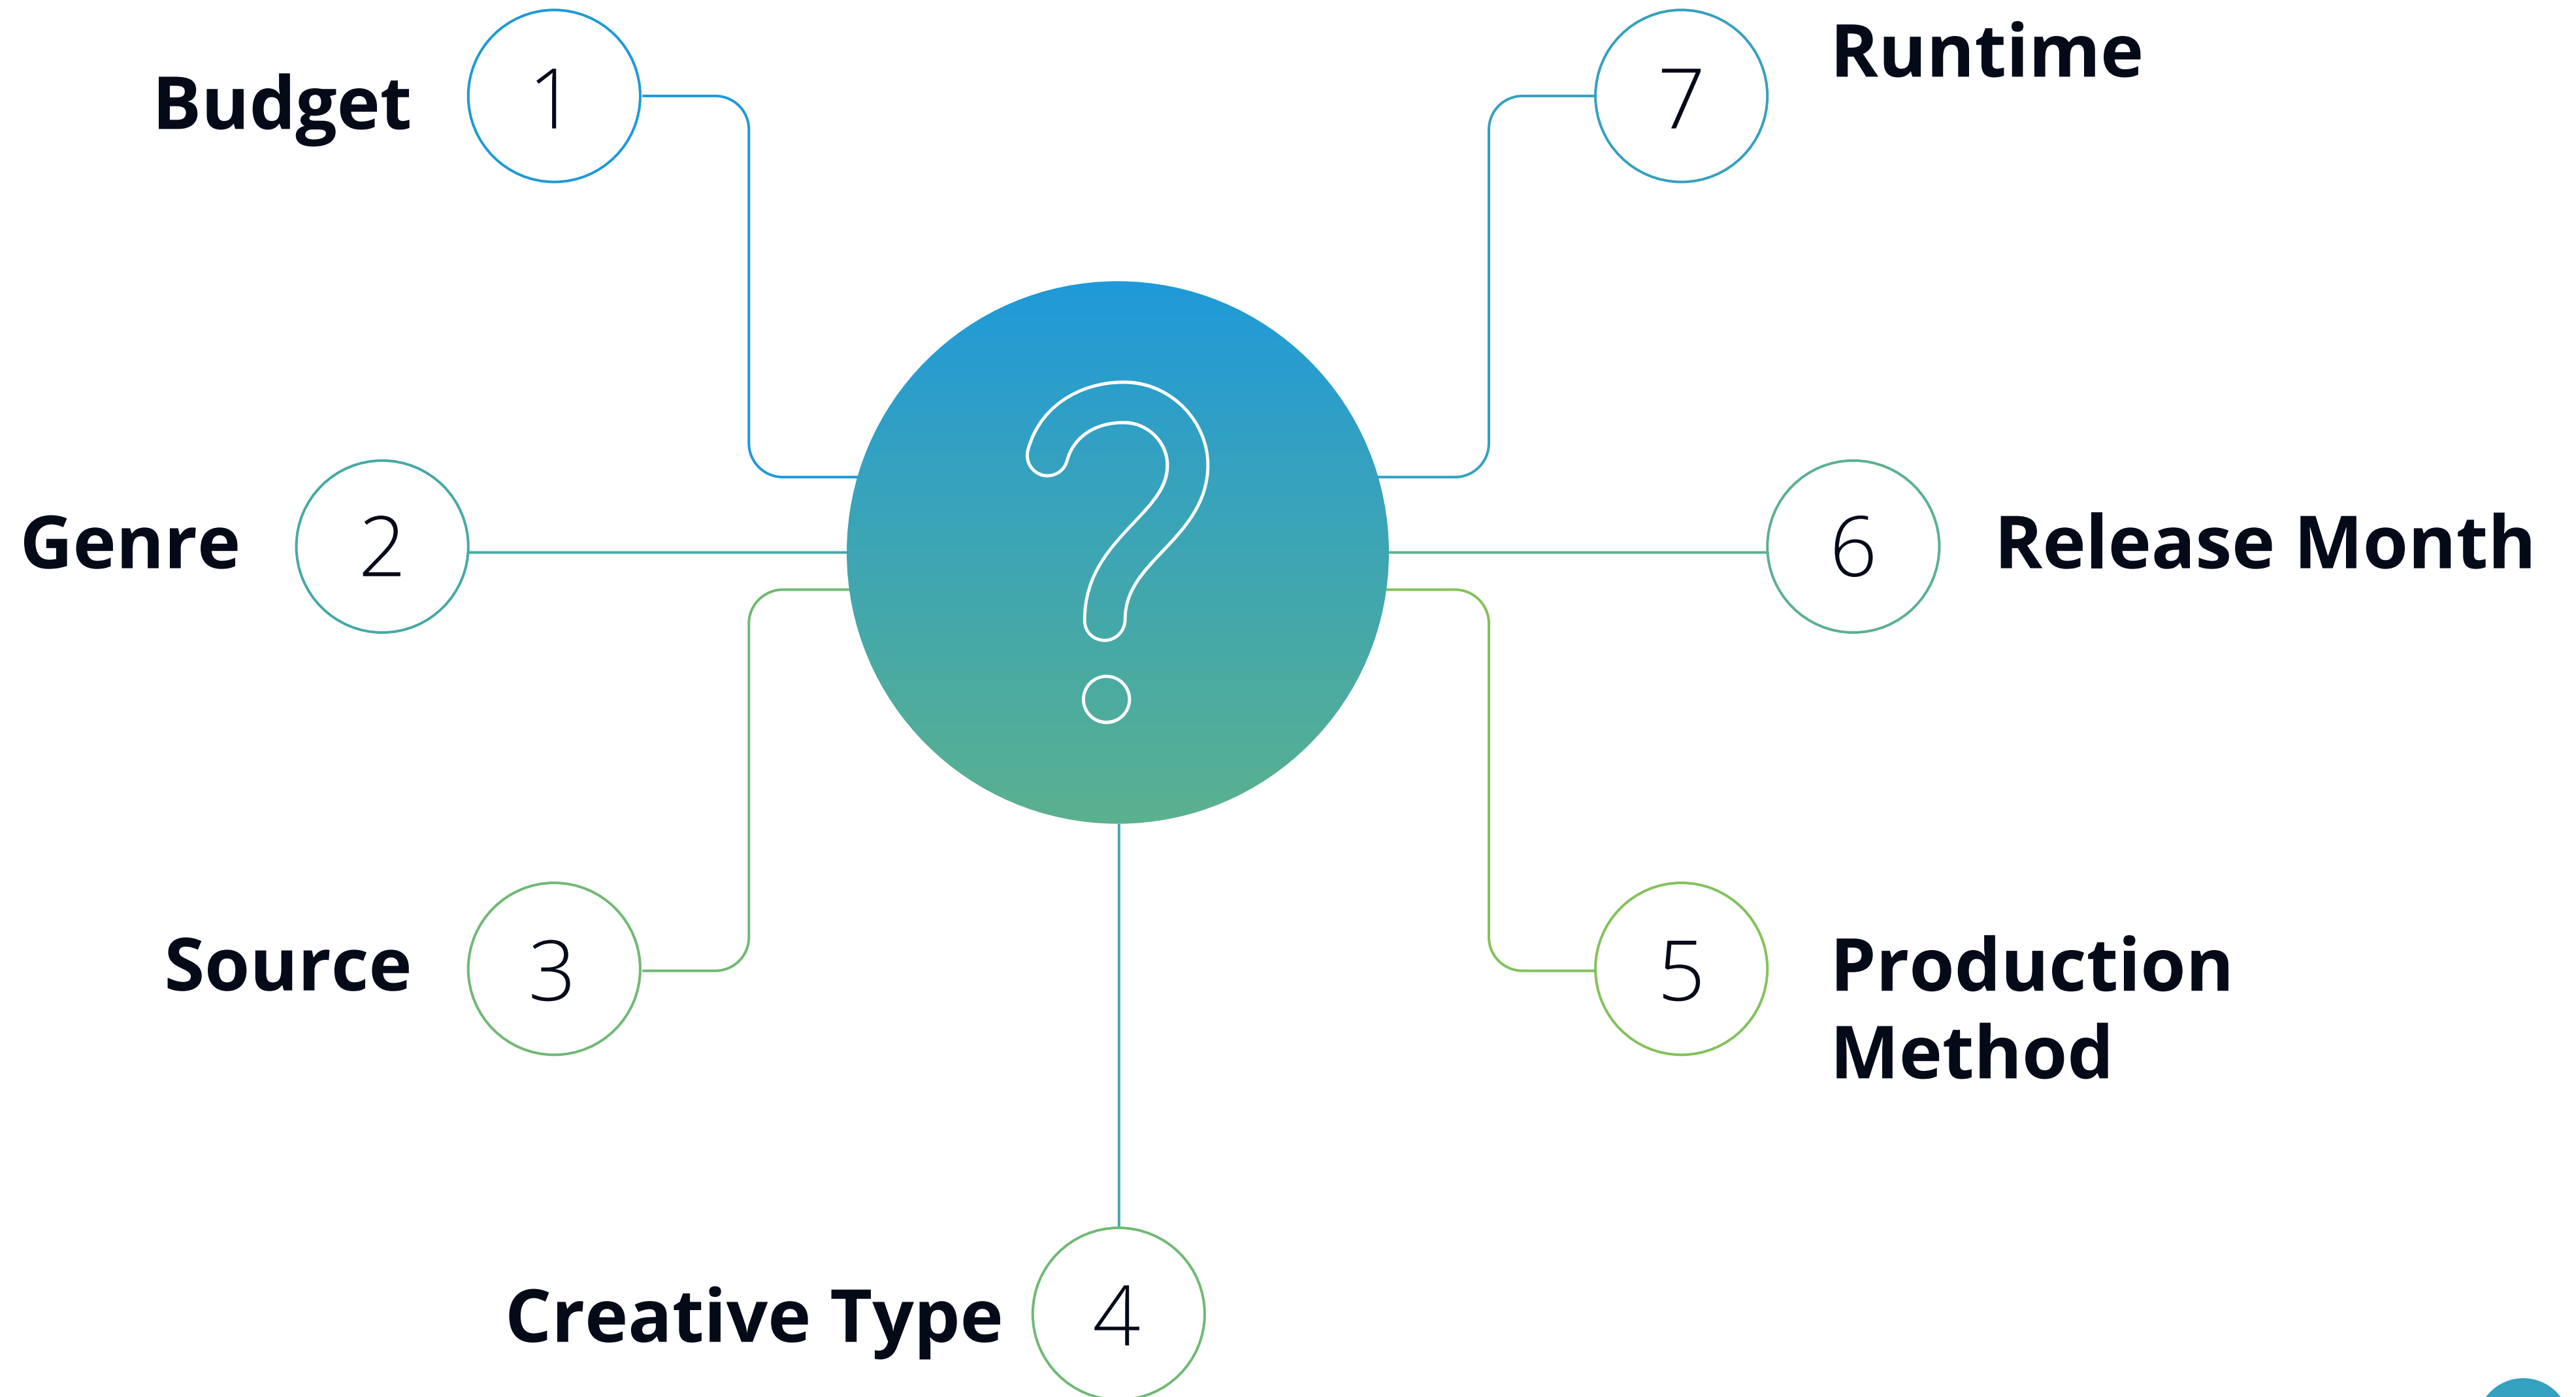 Budget
1
7
Runtime
?
Genre
2
6
Release Month
Source
3
5
Production
Method
Creative Type
4